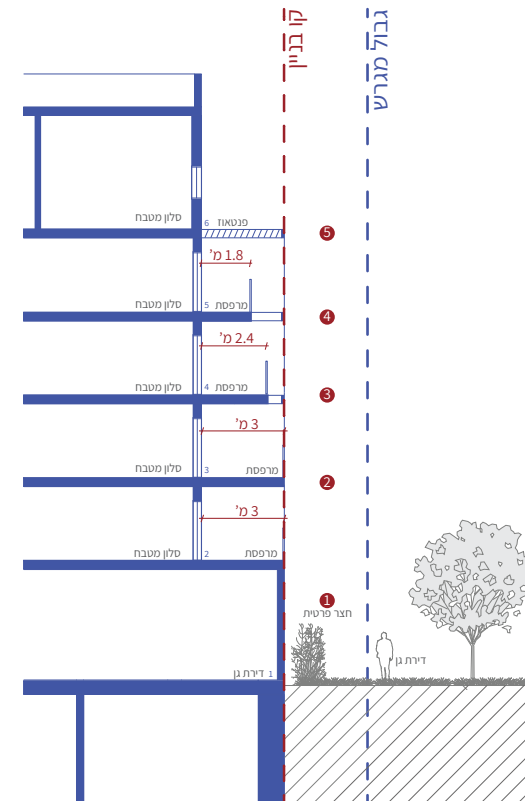 קו בניין
גבול מגרש
סלון מטבח
6 פנטאוז
5
1.8 מ'
סלון מטבח
5 מרפסת
4
2.4 מ'
סלון מטבח
4 מרפסת
3
3 מ'
סלון מטבח
3 מרפסת
2
3 מ'
סלון מטבח
2 מרפסת
1
חצר פרטית
דירת גן
1 דירת גן